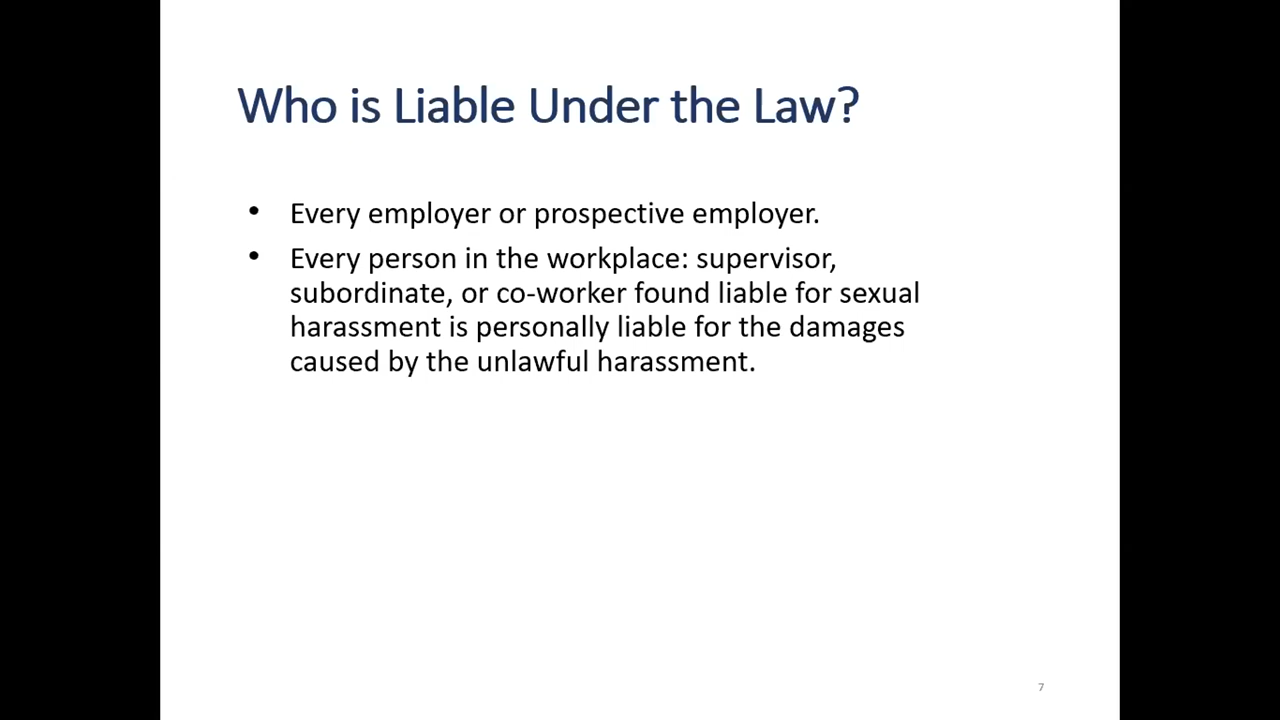 Who is Liable Under the Law?
• Every employer or prospective employer.
• Every person in the workplace: supervisor,
subordinate, or co-worker found liable for sexual
harassment is personally liable for the damages
caused by the unlawful harassment.
7